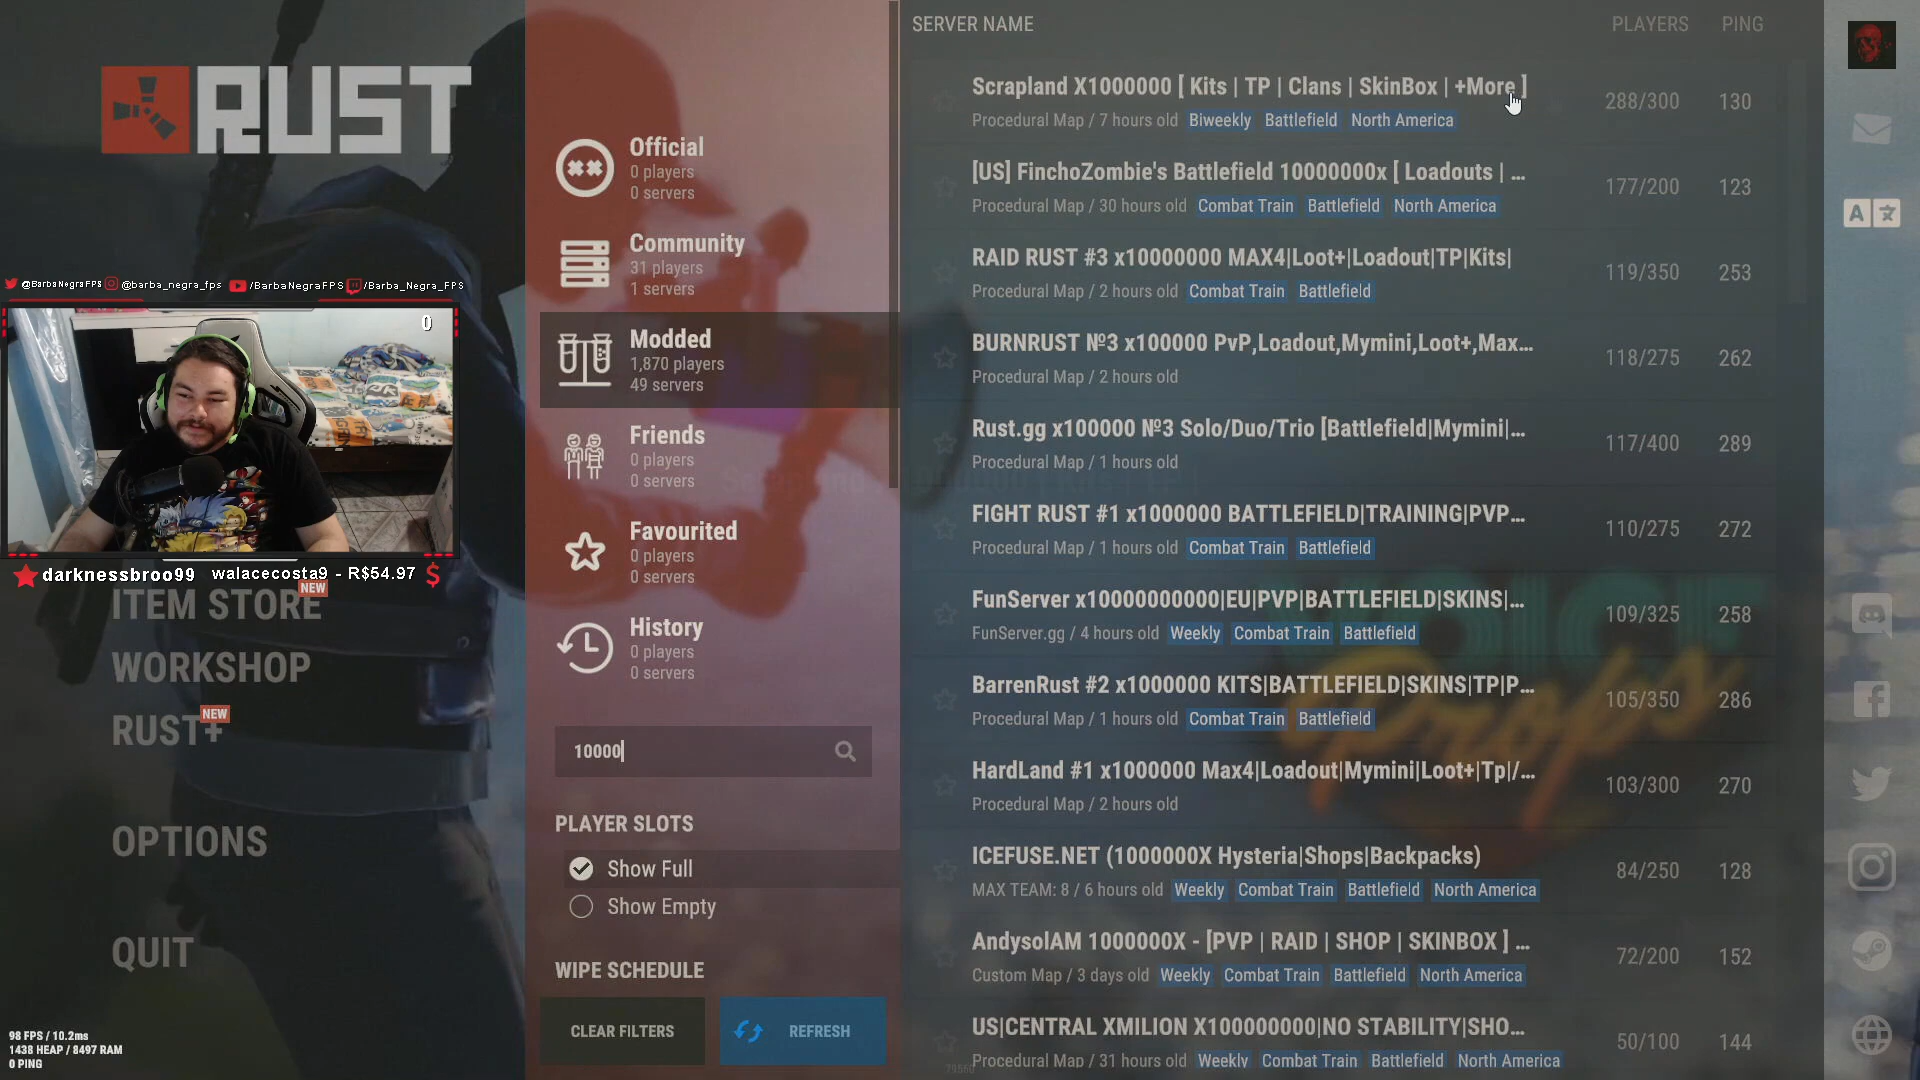 RUST
@BarbaNegraFPS @barba_negra_fps /BarbaNegraFPS /Barba_Negra_FPS
0
darknessbroo99 walacecosta9 - R$54.97 $
NEW
ITEM STORE
WORKSHOP
NEW
RUST+
OPTIONS
QUIT
98 FPS / 10.2ms
1438 HEAP / 8497 RAM
0 PING
Official
0 players
0 servers
Community
31 players
1 servers
Modded
1,870 players
49 servers
Friends
0 players
0 servers
Favourited
0 players
0 servers
History
0 players
0 servers
10000
PLAYER SLOTS
Show Full
Show Empty
WIPE SCHEDULE
CLEAR FILTERS REFRESH
SERVER NAME PLAYERS PING
Scrapland X1000000 [ Kits | TP | Clans | SkinBox | +More ] 288/300 130
Procedural Map / 7 hours old Biweekly Battlefield North America
[US] FinchoZombie's Battlefield 10000000x [ Loadouts | ... 177/200 123
Procedural Map / 30 hours old Combat Train Battlefield North America
RAID RUST #3 x10000000 MAX4|Loot+|Loadout|TP|Kits| 119/350 253
Procedural Map / 2 hours old Combat Train Battlefield
BURNRUST №3 x100000 PvP,Loadout,Mymini,Loot+,Max... 118/275 262
Procedural Map / 2 hours old
Rust.gg x100000 №3 Solo/Duo/Trio [Battlefield|Mymini|... 117/400 289
Procedural Map / 1 hours old
FIGHT RUST #1 x1000000 BATTLEFIELD|TRAINING|PVP... 110/275 272
Procedural Map / 1 hours old Combat Train Battlefield
FunServer x10000000000|EU|PVP|BATTLEFIELD|SKINS|... 109/325 258
FunServer.gg / 4 hours old Weekly Combat Train Battlefield
BarrenRust #2 x1000000 KITS|BATTLEFIELD|SKINS|TP|P... 105/350 286
Procedural Map / 1 hours old Combat Train Battlefield
HardLand #1 x1000000 Max4|Loadout|Mymini|Loot+|Tp|/... 103/300 270
Procedural Map / 2 hours old
ICEFUSE.NET (1000000X Hysteria|Shops|Backpacks) 84/250 128
MAX TEAM: 8 / 6 hours old Weekly Combat Train Battlefield North America
AndysolAM 1000000X - [PVP | RAID | SHOP | SKINBOX ] ... 72/200 152
Custom Map / 3 days old Weekly Combat Train Battlefield North America
US|CENTRAL XMILION X100000000|NO STABILITY|SHO... 50/100 144
Procedural Map / 31 hours old Weekly Combat Train Battlefield North America
A 文
Props